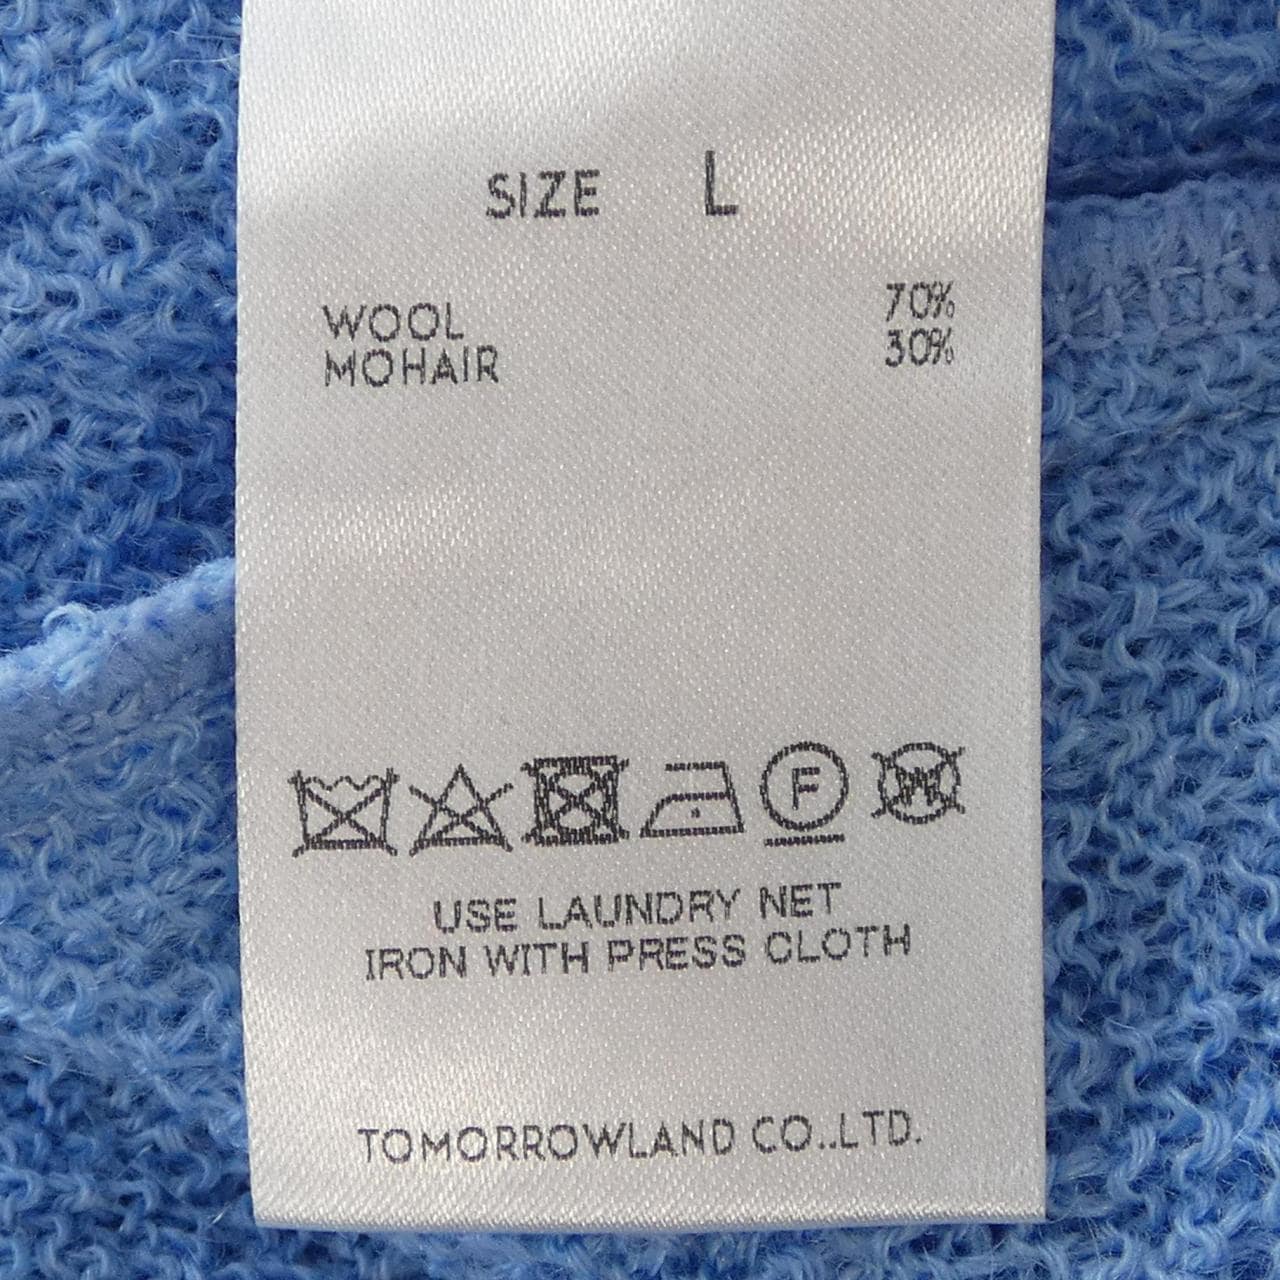 SIZE L
WOOL 70%
MOHAIR 30%
F W
USE LAUNDRY NET
IRON WITH PRESS CLOTH
TOMORROWLAND CO.,LTD.